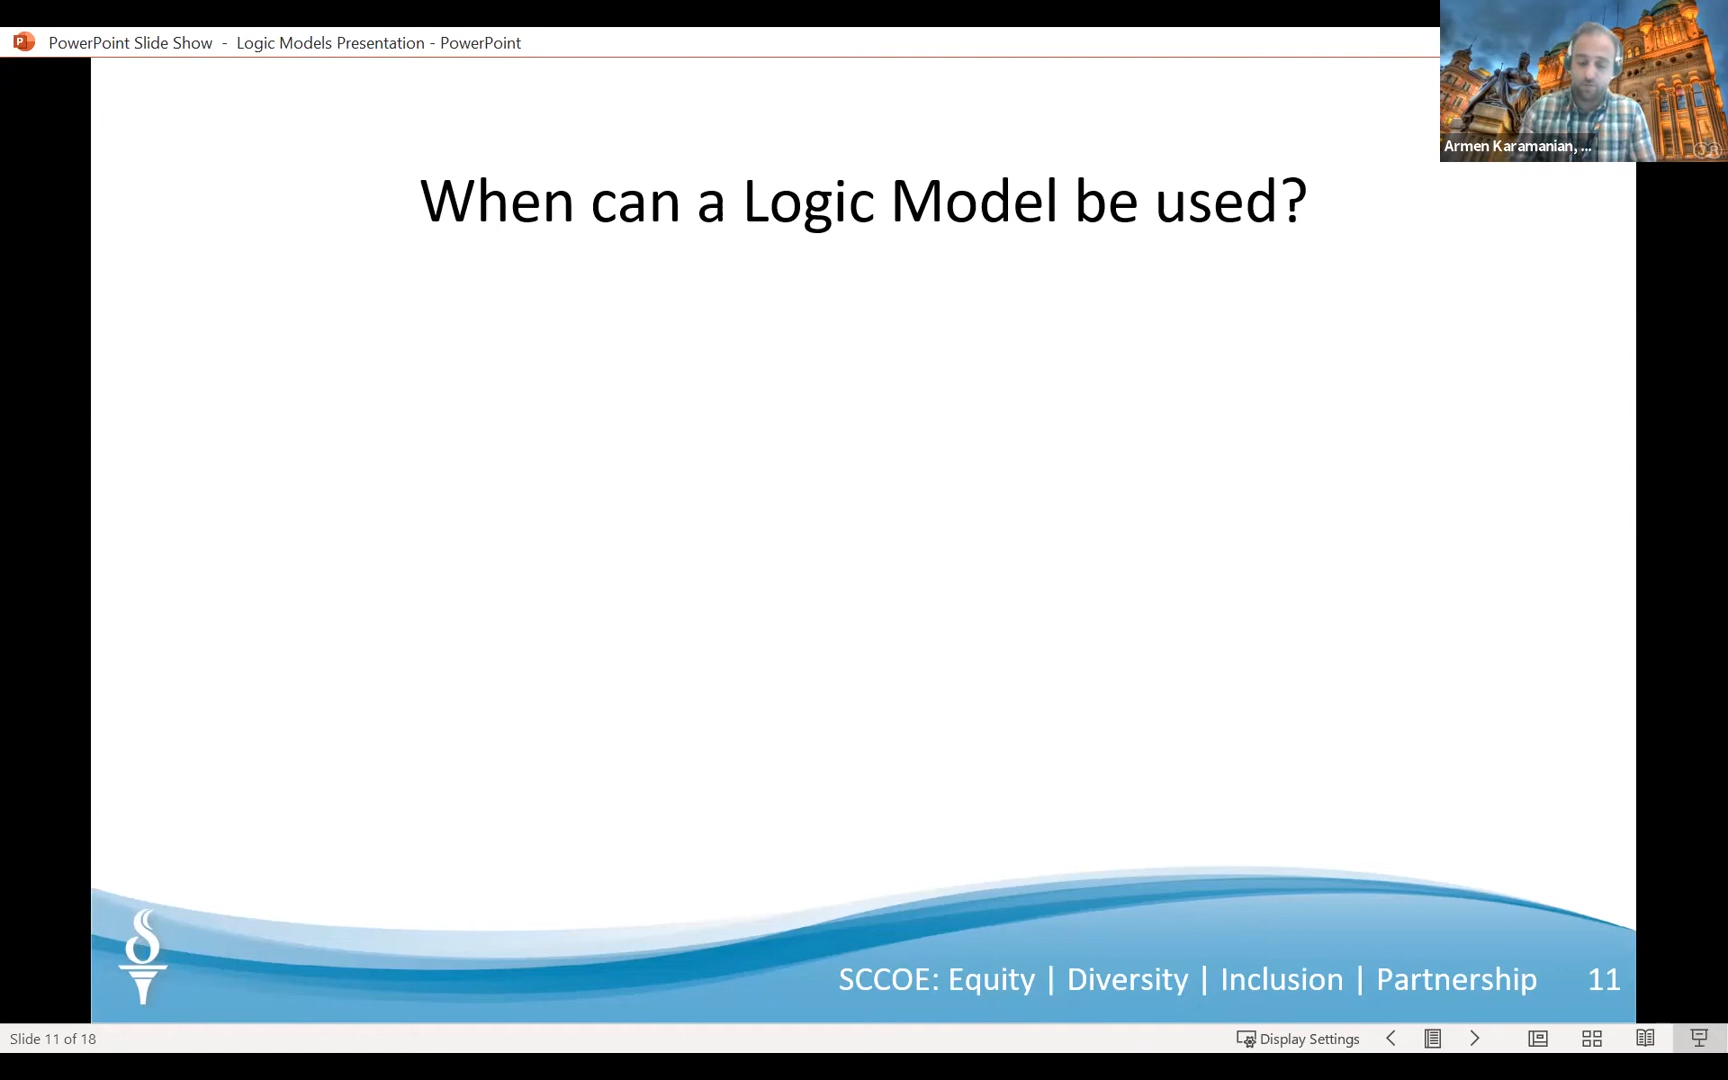 PowerPoint Slide Show - Logic Models Presentation - PowerPoint
Armen Karamanian, ...
When can a Logic Model be used?
SCCOE: Equity | Diversity | Inclusion | Partnership 11
Slide 11 of 18
Display Settings